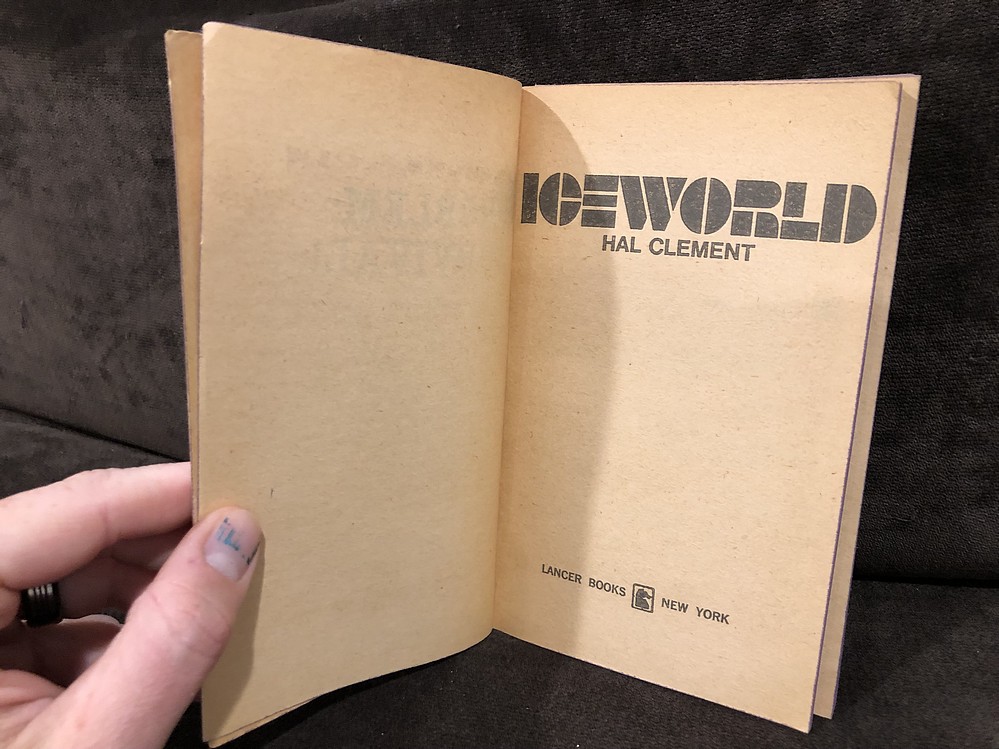 ICEWORLD
HAL CLEMENT
LANCER BOOKS NEW YORK